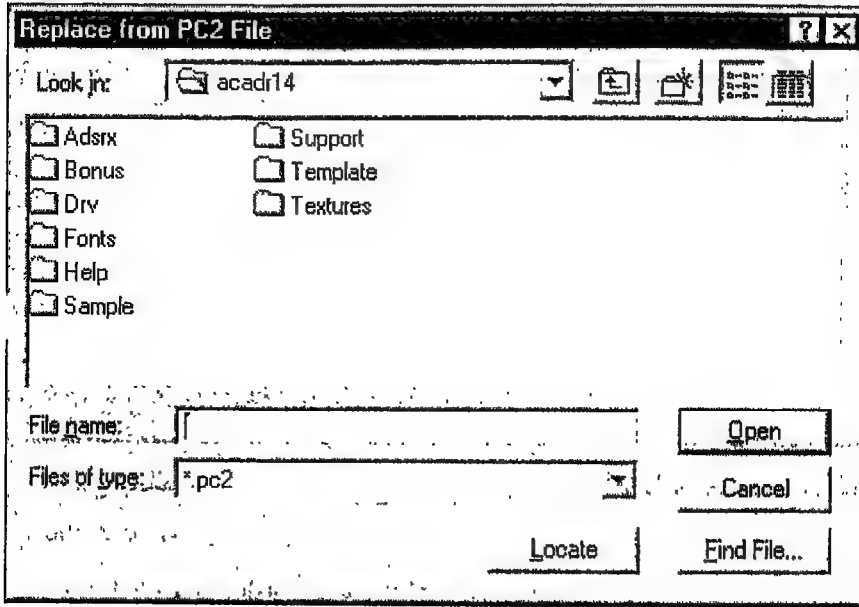 Replace from PC2 File
Look in: acadr14
Adsrx Support
Bonus Template
Drv Textures
Fonts
Help
Sample
File name: Open
Files of type: *.pc2 Cancel
Locate Find File...